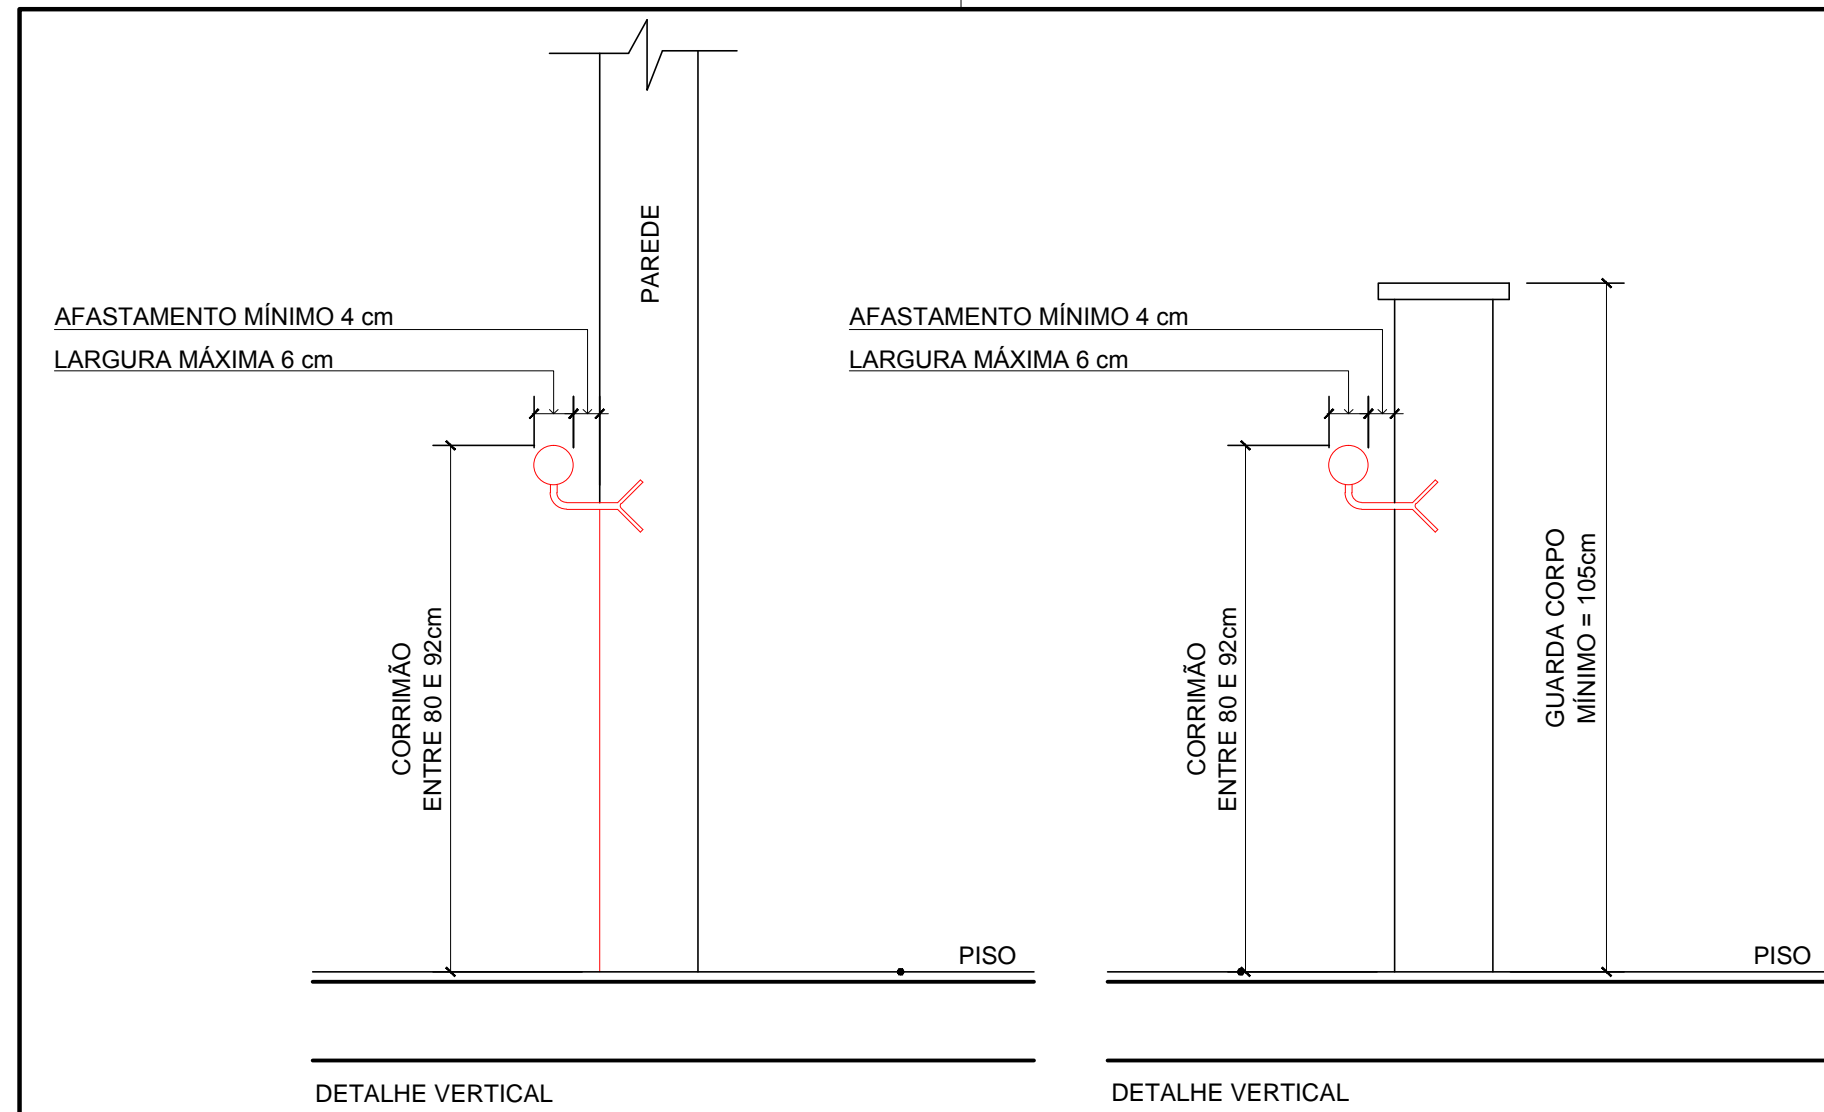 PAREDE
AFASTAMENTO MÍNIMO 4 cm
LARGURA MÁXIMA 6 cm
CORRIMÃO
ENTRE 80 E 92cm
PISO
DETALHE VERTICAL
AFASTAMENTO MÍNIMO 4 cm
LARGURA MÁXIMA 6 cm
CORRIMÃO
ENTRE 80 E 92cm
GUARDA CORPO
MÍNIMO = 105cm
PISO
DETALHE VERTICAL